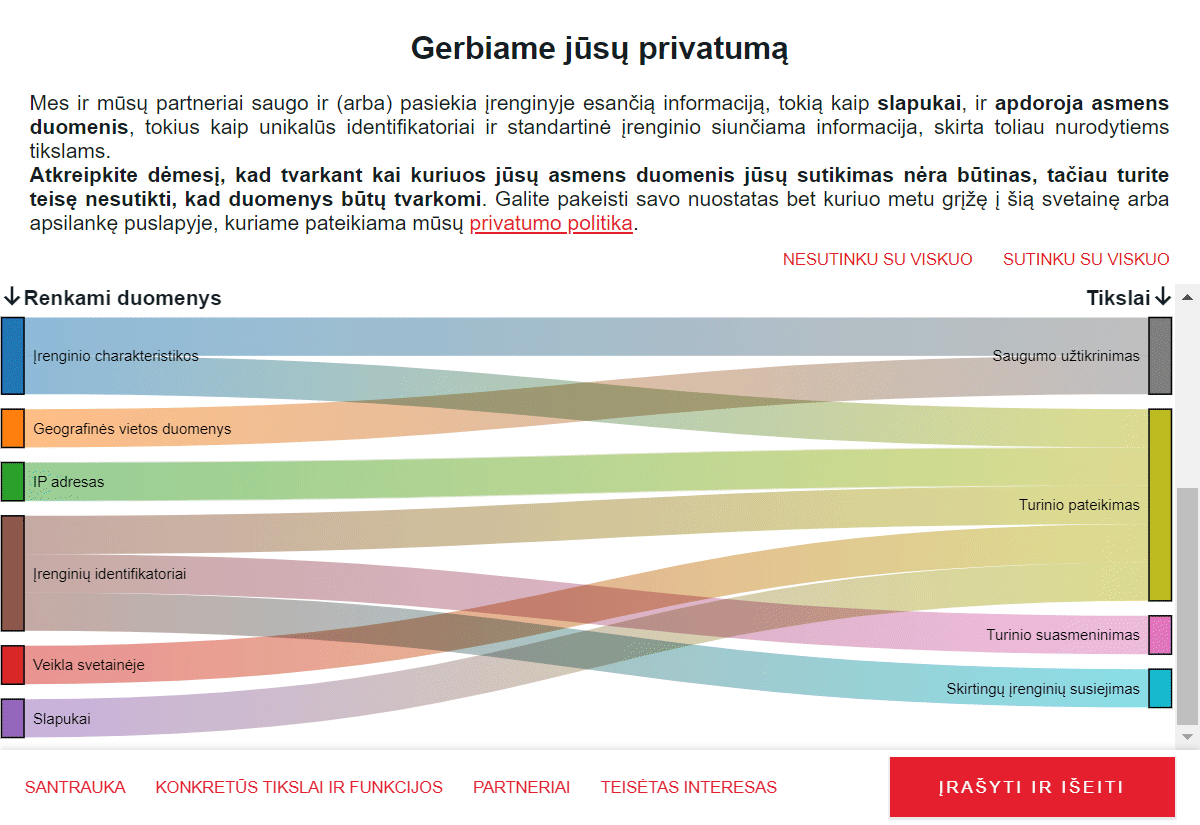 Gerbiame jūsų privatumą
Mes ir mūsų partneriai saugo ir (arba) pasiekia įrenginyje esančią informaciją, tokią kaip slapukai, ir apdoroja asmens
duomenis, tokius kaip unikalūs identifikatoriai ir standartinė įrenginio siunčiama informacija, skirta toliau nurodytiems
tikslams.
Atkreipkite dėmesį, kad tvarkant kai kuriuos jūsų asmens duomenis jūsų sutikimas nėra būtinas, tačiau turite
teisę nesutikti, kad duomenys būtų tvarkomi. Galite pakeisti savo nuostatas bet kuriuo metu grįžę į šią svetainę arba
apsilankę puslapyje, kuriame pateikiama mūsų privatumo politika.
NESUTINKU SU VISKUO SUTINKU SU VISKUO
Renkami duomenys Tikslai
Įrenginio charakteristikos
Saugumo užtikrinimas
Geografinės vietos duomenys
IP adresas
Turinio pateikimas
Įrenginių identifikatoriai
Turinio suasmeninimas
Veikla svetainėje
Skirtingų įrenginių susiejimas
Slapukai
SANTRAUKA KONKRETŪS TIKSLAI IR FUNKCIJOS PARTNERIAI TEISĖTAS INTERESAS ĮRAŠYTI IR IŠEITI